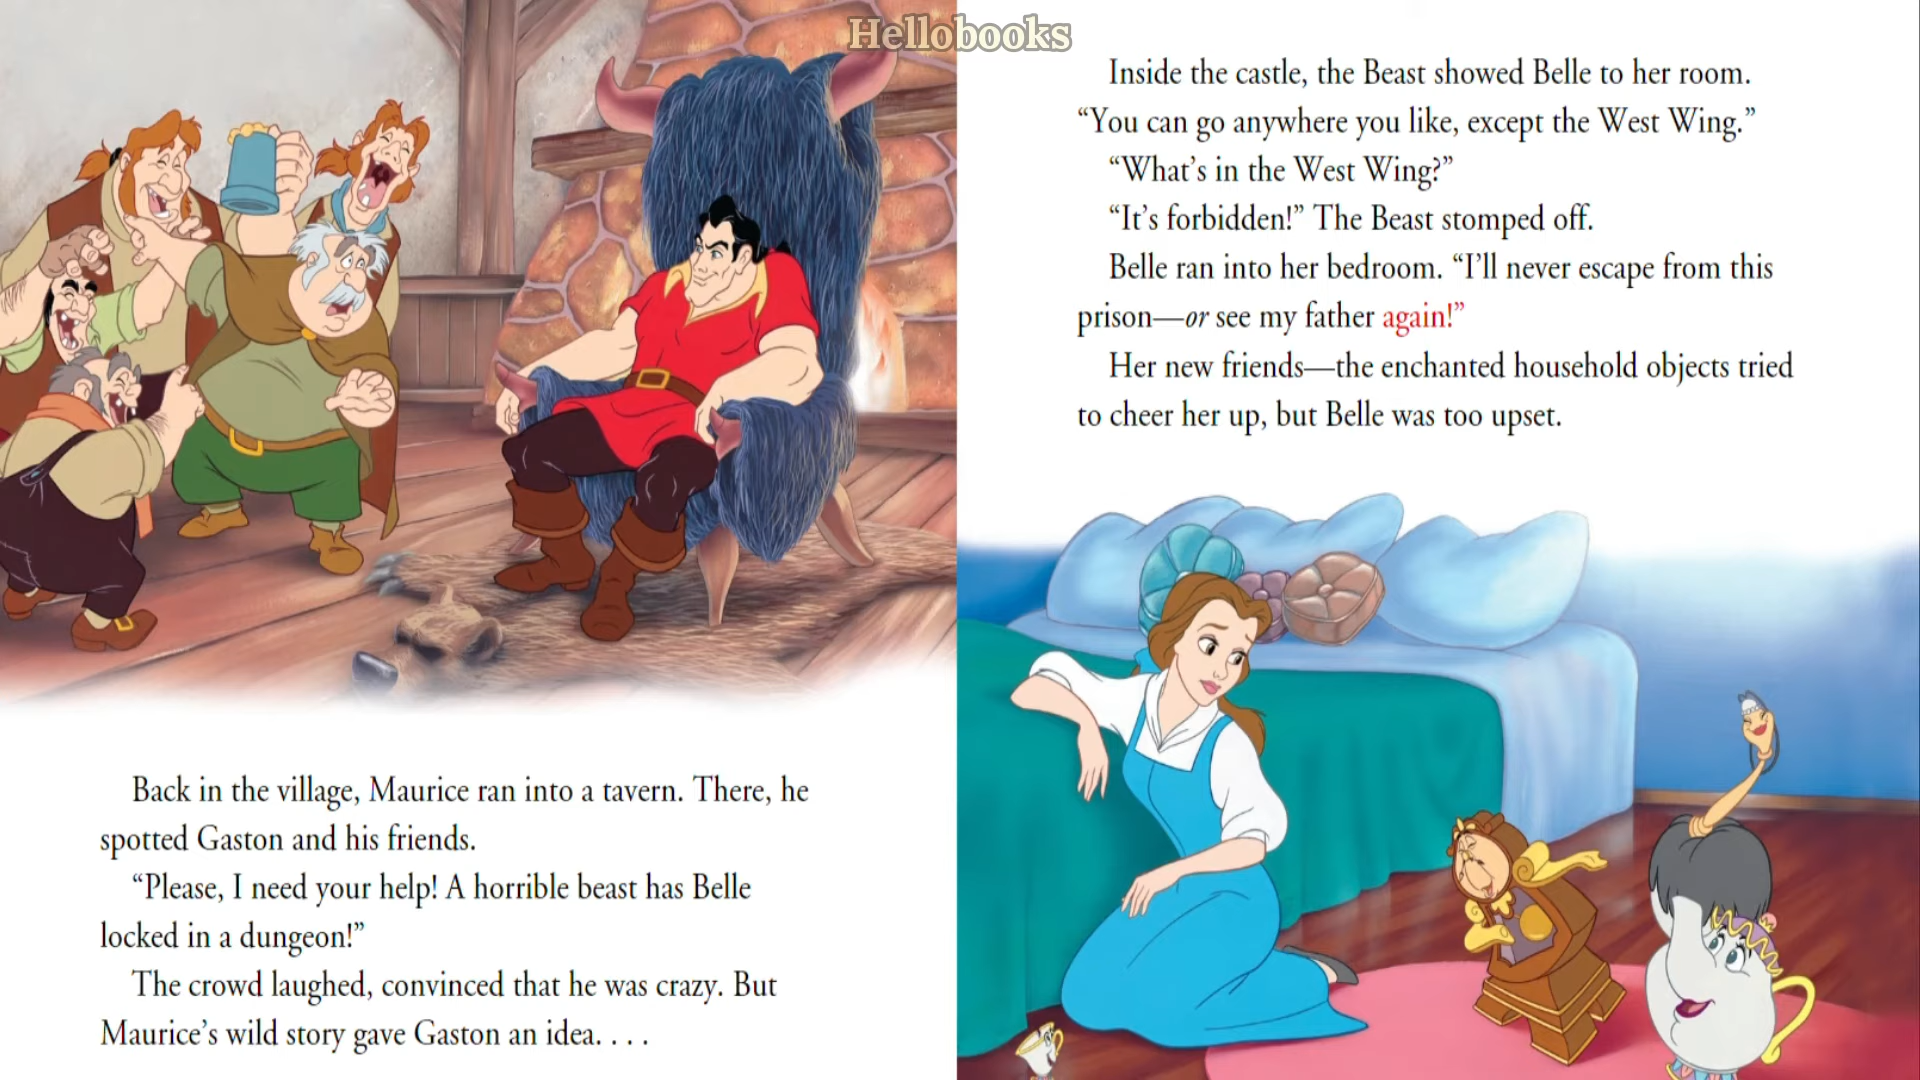 Hellobooks
Back in the village, Maurice ran into a tavern. There, he
spotted Gaston and his friends.
“Please, I need your help! A horrible beast has Belle
locked in a dungeon!”
The crowd laughed, convinced that he was crazy. But
Maurice’s wild story gave Gaston an idea. . . .
Inside the castle, the Beast showed Belle to her room.
“You can go anywhere you like, except the West Wing.”
“What’s in the West Wing?”
“It’s forbidden!” The Beast stomped off.
Belle ran into her bedroom. “I’ll never escape from this
prison—or see my father again!”
Her new friends—the enchanted household objects tried
to cheer her up, but Belle was too upset.